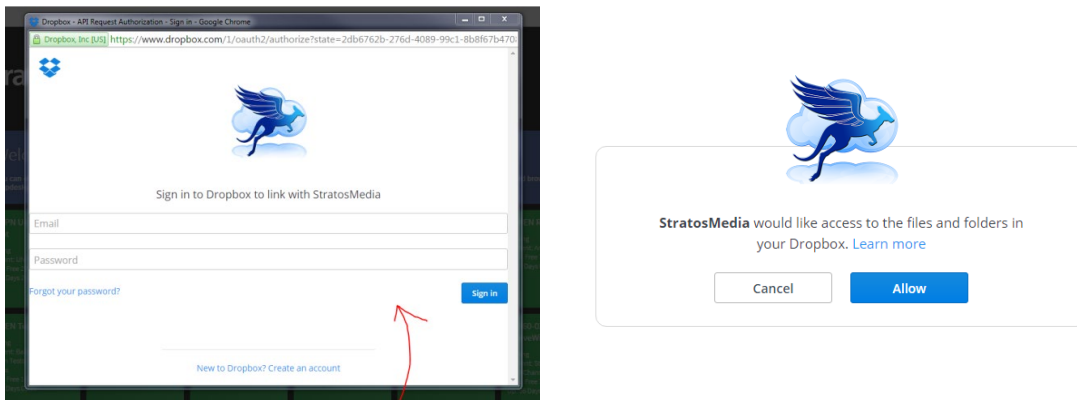 Dropbox - API Request Authorization - Sign in - Google Chrome
Dropbox, Inc [US] https://www.dropbox.com/1/oauth2/authorize?state=2db6762b-276d-4089-99c1-8b8f67b470
Sign in to Dropbox to link with StratosMedia
Email
Password
Forgot your password?
Sign in
New to Dropbox? Create an account
StratosMedia would like access to the files and folders in
your Dropbox. Learn more
Cancel
Allow